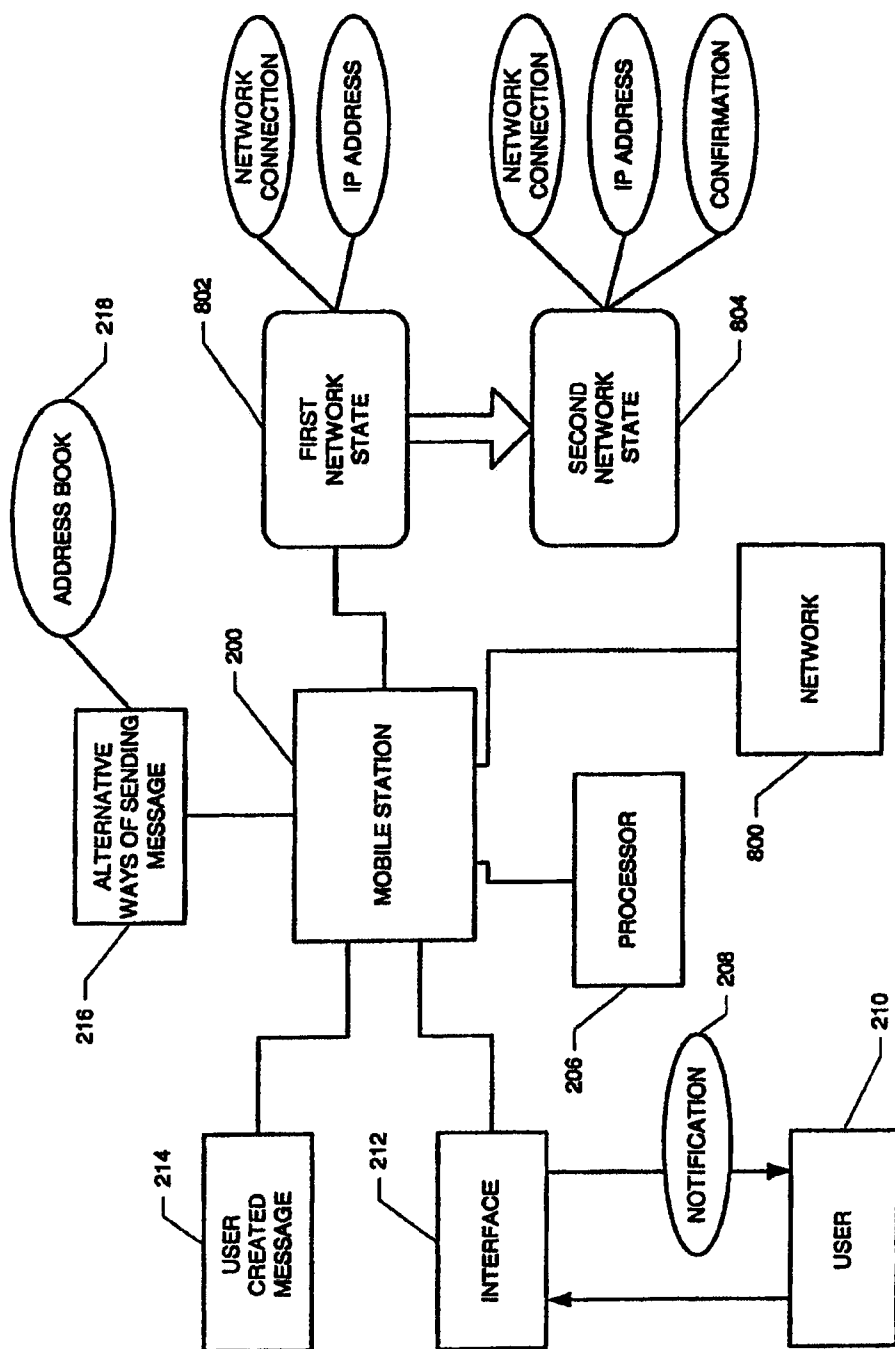 218
ADDRESS BOOK
216
ALTERNATIVE
WAYS OF SENDING
MESSAGE
200
MOBILE STATION
802
FIRST
NETWORK
STATE
NETWORK
CONNECTION
IP ADDRESS
804
SECOND
NETWORK
STATE
NETWORK
CONNECTION
IP ADDRESS
CONFIRMATION
214
USER
CREATED
MESSAGE
212
INTERFACE
206
PROCESSOR
800
NETWORK
208
NOTIFICATION
210
USER